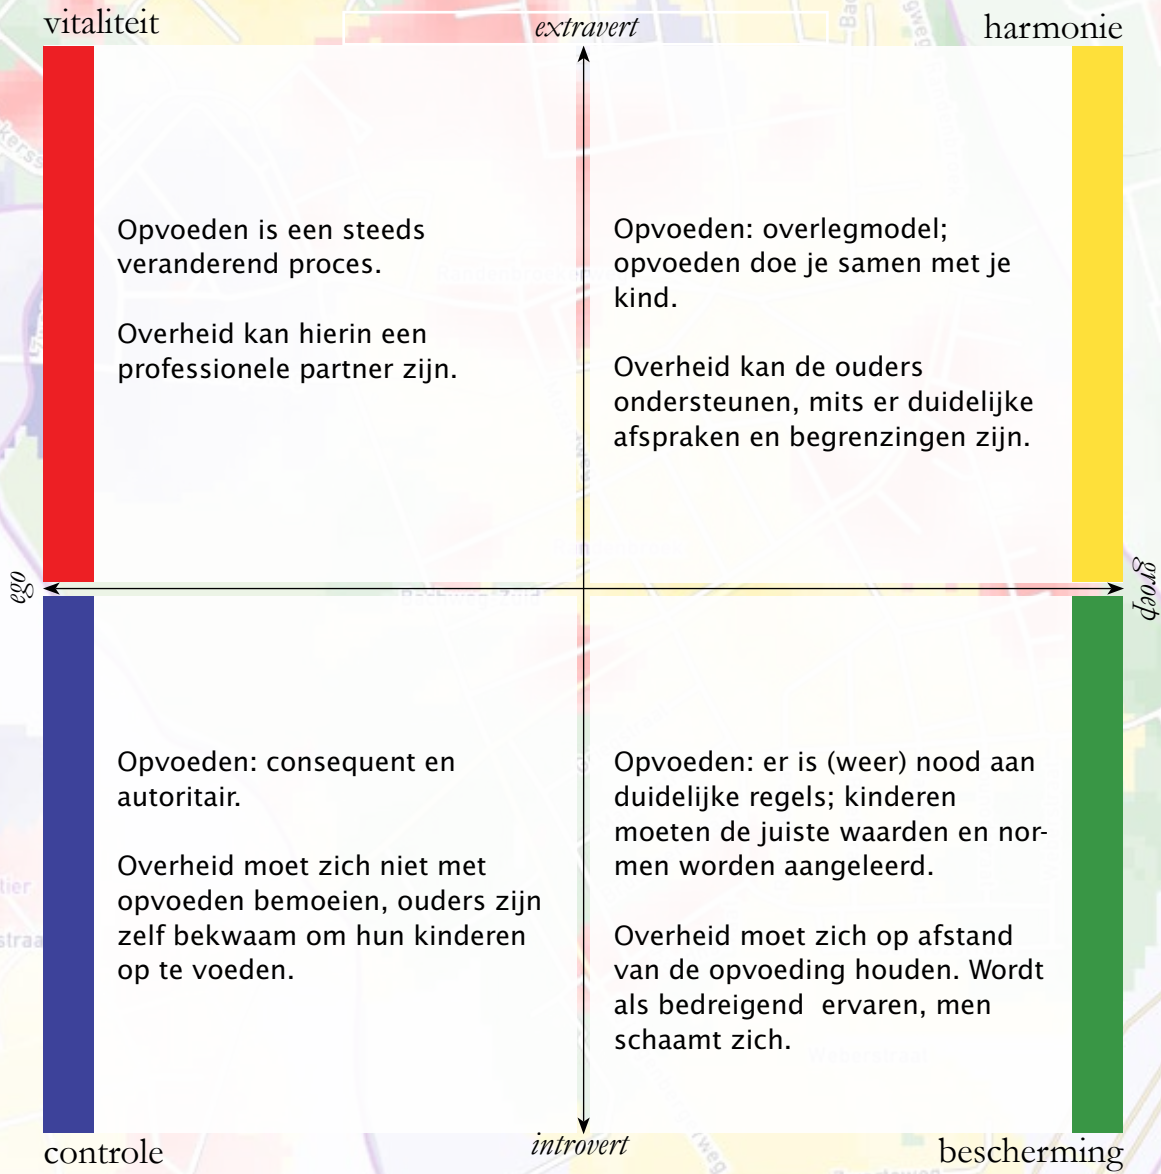 vitaliteit
extravert
harmonie
Opvoeden is een steeds
veranderend proces.
Overheid kan hierin een
professionele partner zijn.
Opvoeden: overlegmodel;
opvoeden doe je samen met je
kind.
Overheid kan de ouders
ondersteunen, mits er duidelijke
afspraken en begrenzingen zijn.
ego
groep
Opvoeden: consequent en
autoritair.
Overheid moet zich niet met
opvoeden bemoeien, ouders zijn
zelf bekwaam om hun kinderen
op te voeden.
Opvoeden: er is (weer) nood aan
duidelijke regels; kinderen
moeten de juiste waarden en nor-
men worden aangeleerd.
Overheid moet zich op afstand
van de opvoeding houden. Wordt
als bedreigend  ervaren, men
schaamt zich.
controle
introvert
bescherming